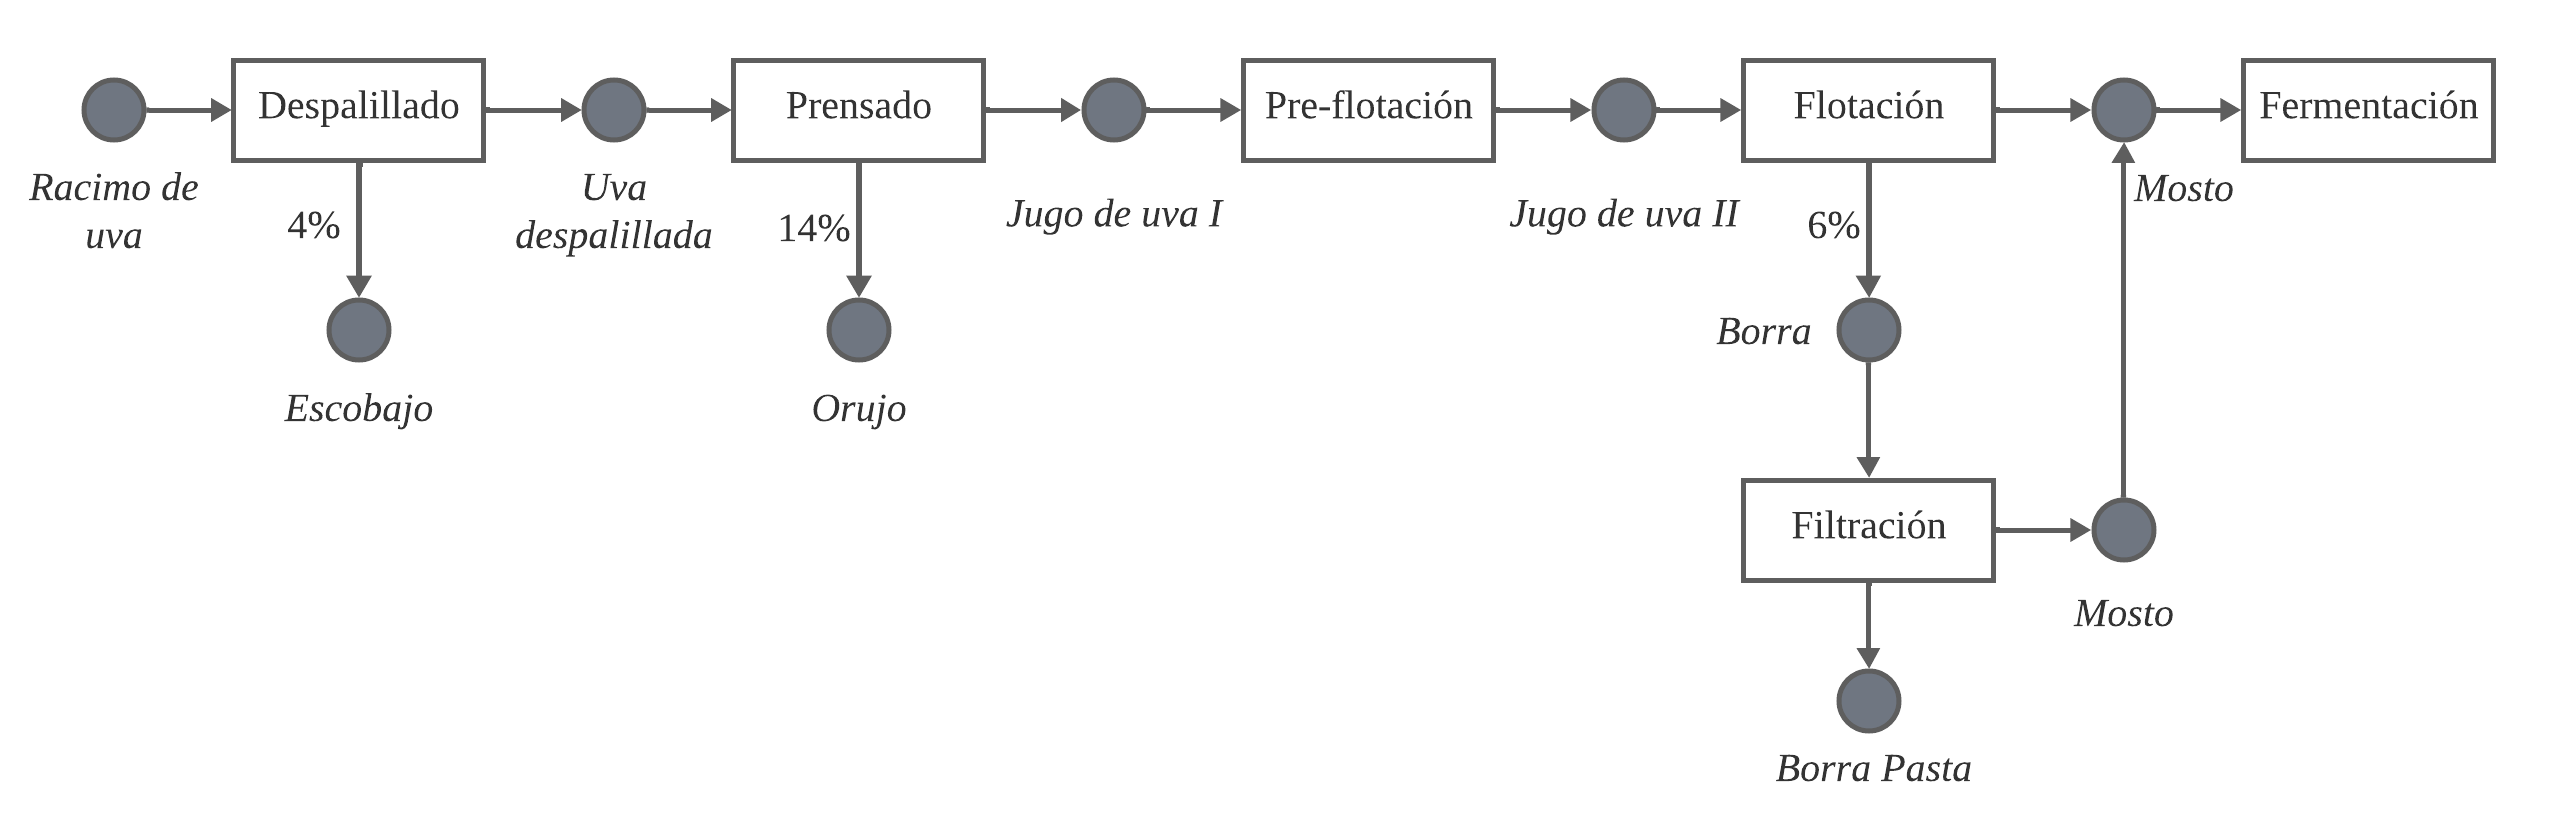 Despalillado
Prensado
Pre-flotación
Flotación
Fermentación
Racimo de
uva
4%
Uva
despalillada
14%
Jugo de uva I
Jugo de uva II
6%
Mosto
Borra
Escobajo
Orujo
Filtración
Mosto
Borra Pasta